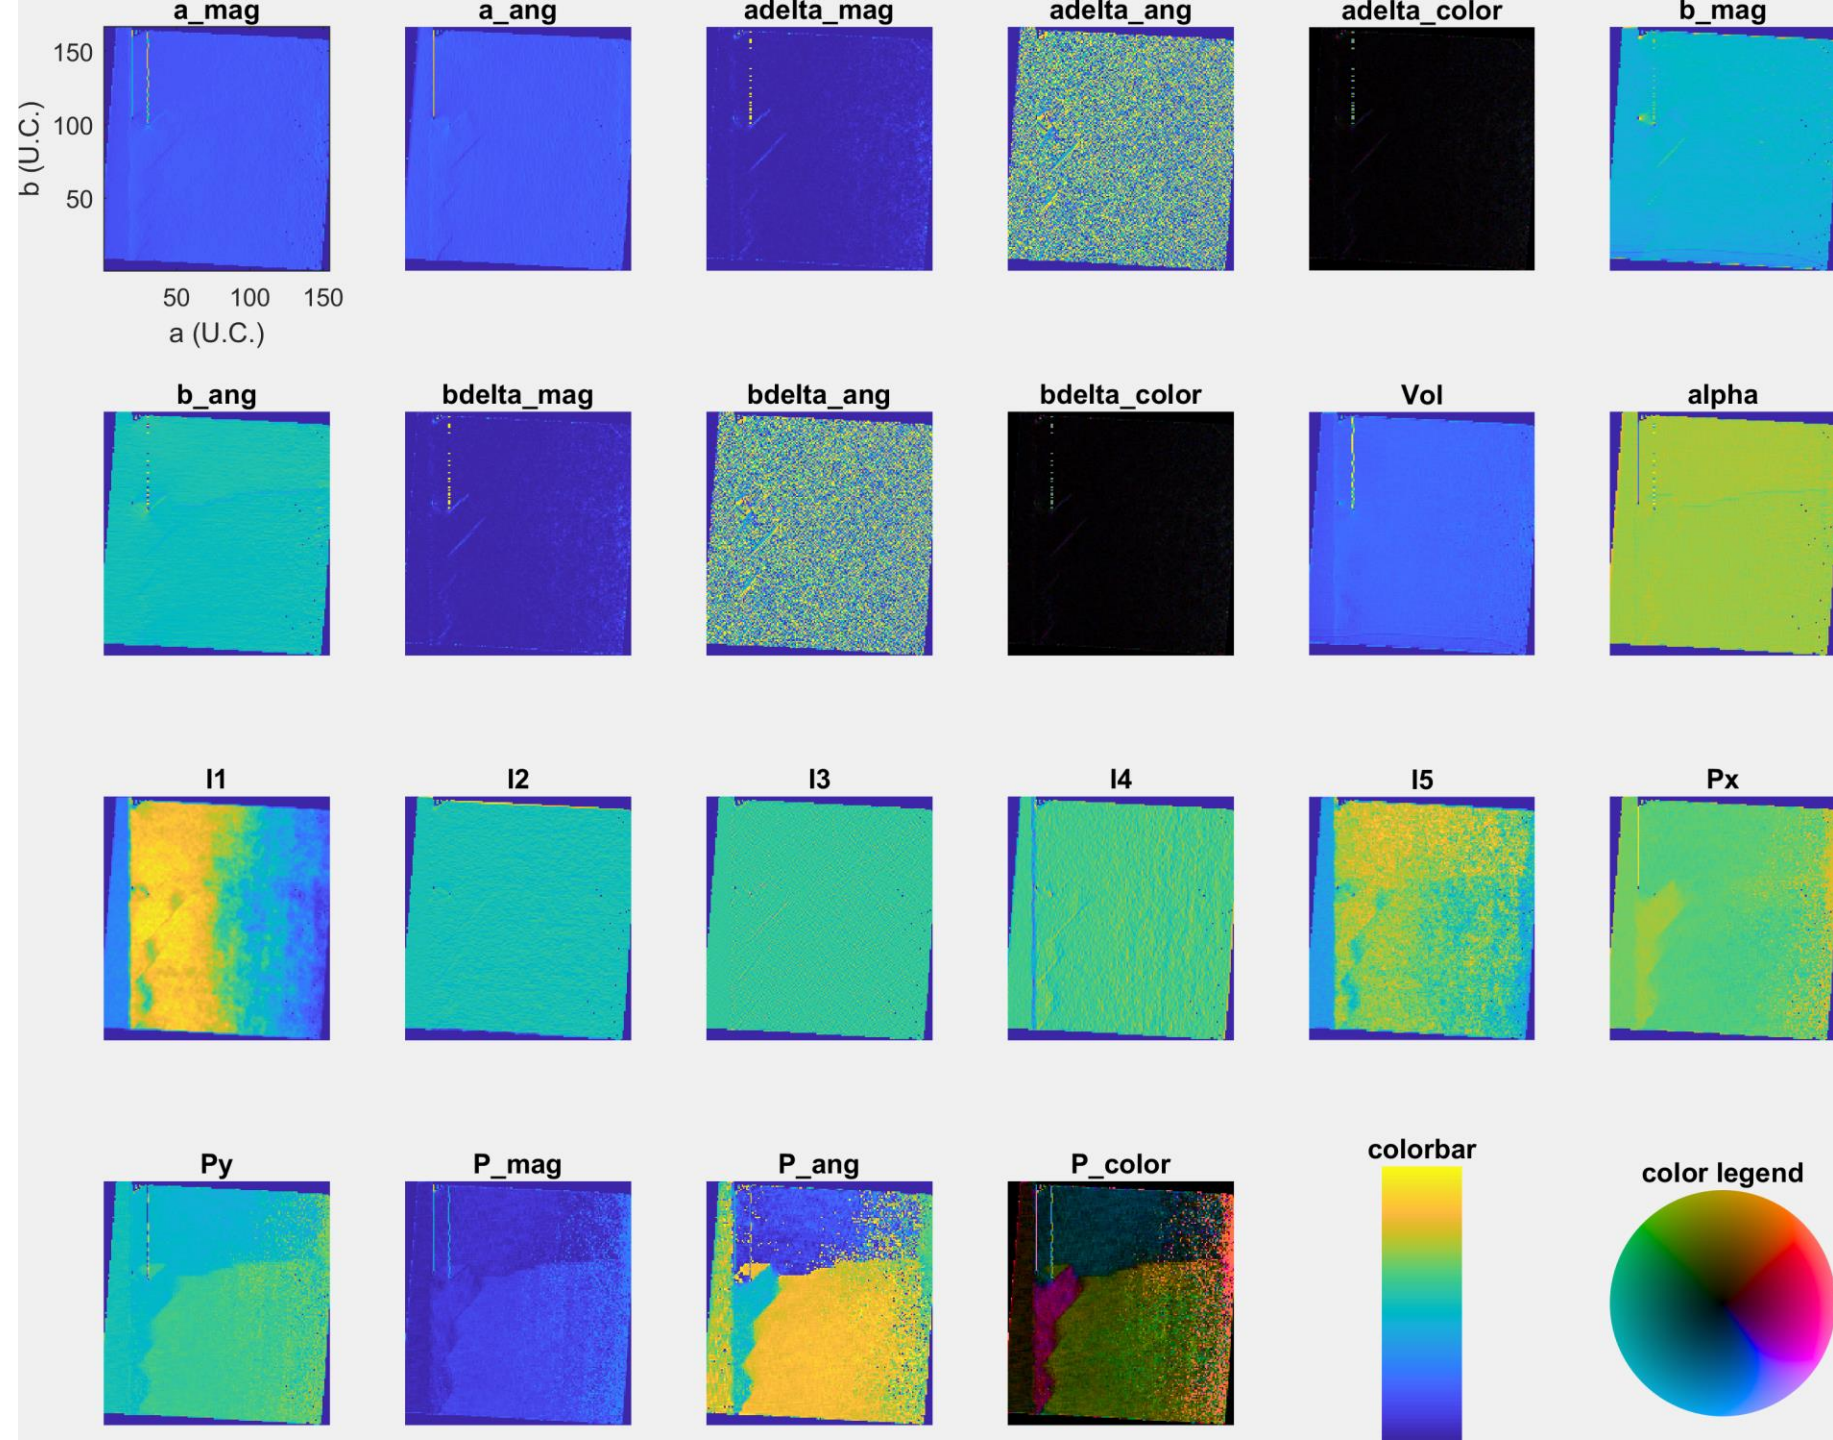 a_mag
a_ang
adelta_mag
adelta_ang
adelta_color
b_mag
150
100
50
b (U.C.)
50 100 150
a (U.C.)
b_ang
bdelta_mag
bdelta_ang
bdelta_color
Vol
alpha
I1
I2
I3
I4
I5
Px
Py
P_mag
P_ang
P_color
colorbar
color legend